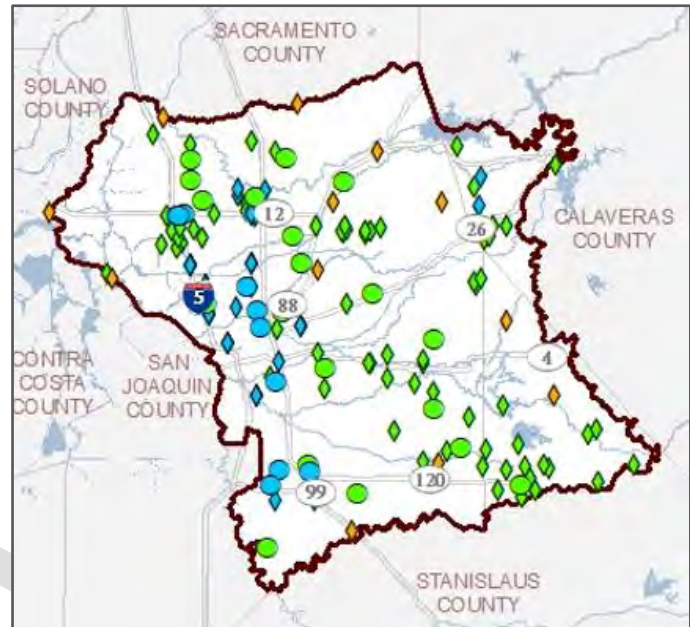 SACRAMENTO
COUNTY
SOLANO
COUNTY
12
26
CALAVERAS
COUNTY
5
88
4
CONTRA
COSTA
COUNTY
SAN
JOAQUIN
COUNTY
120
99
STANISLAUS
COUNTY